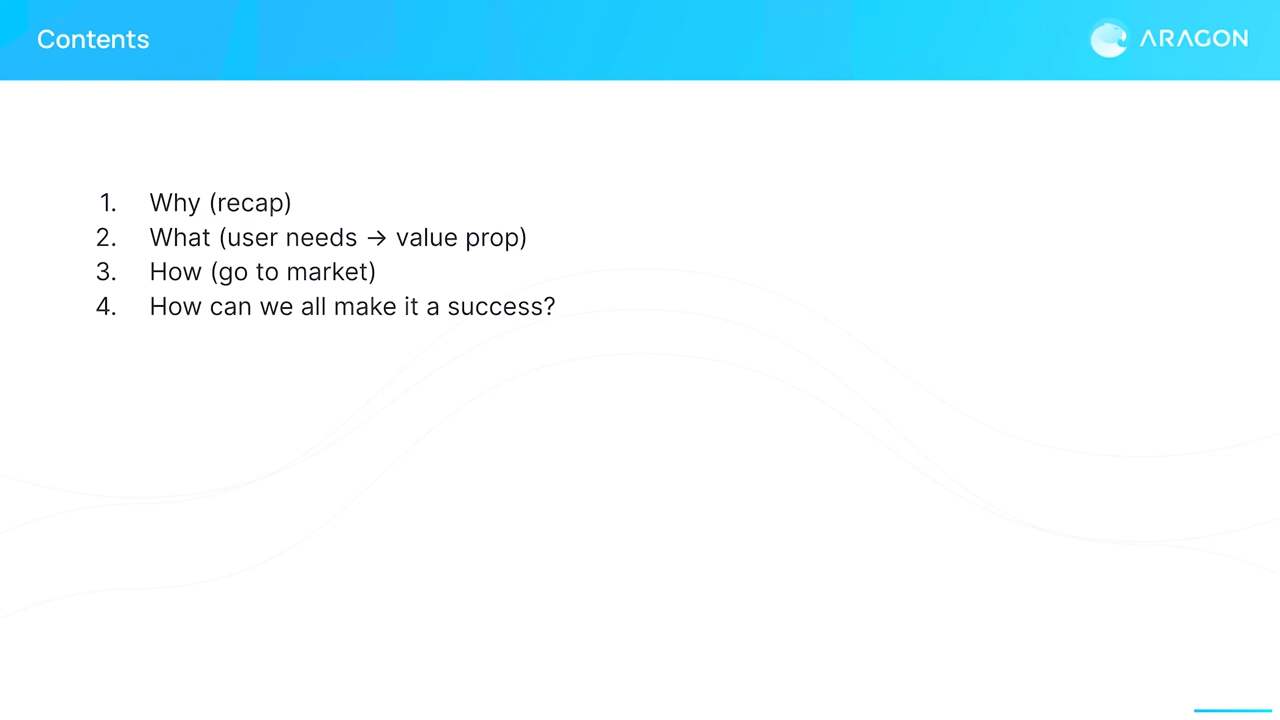 Contents
ARAGON
1. Why (recap)
2. What (user needs → value prop)
3. How (go to market)
4. How can we all make it a success?